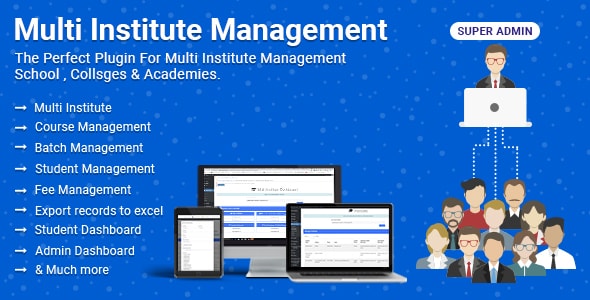 Multi Institute Management
The Perfect Plugin For Multi Institute Management
School , Collsges & Academies.
→ Multi Institute
→ Course Management
→ Batch Management
→ Student Management
→ Fee Management
→ Export records to excel
→ Student Dashboard
→ Admin Dashboard
→ & Much more
SUPER ADMIN